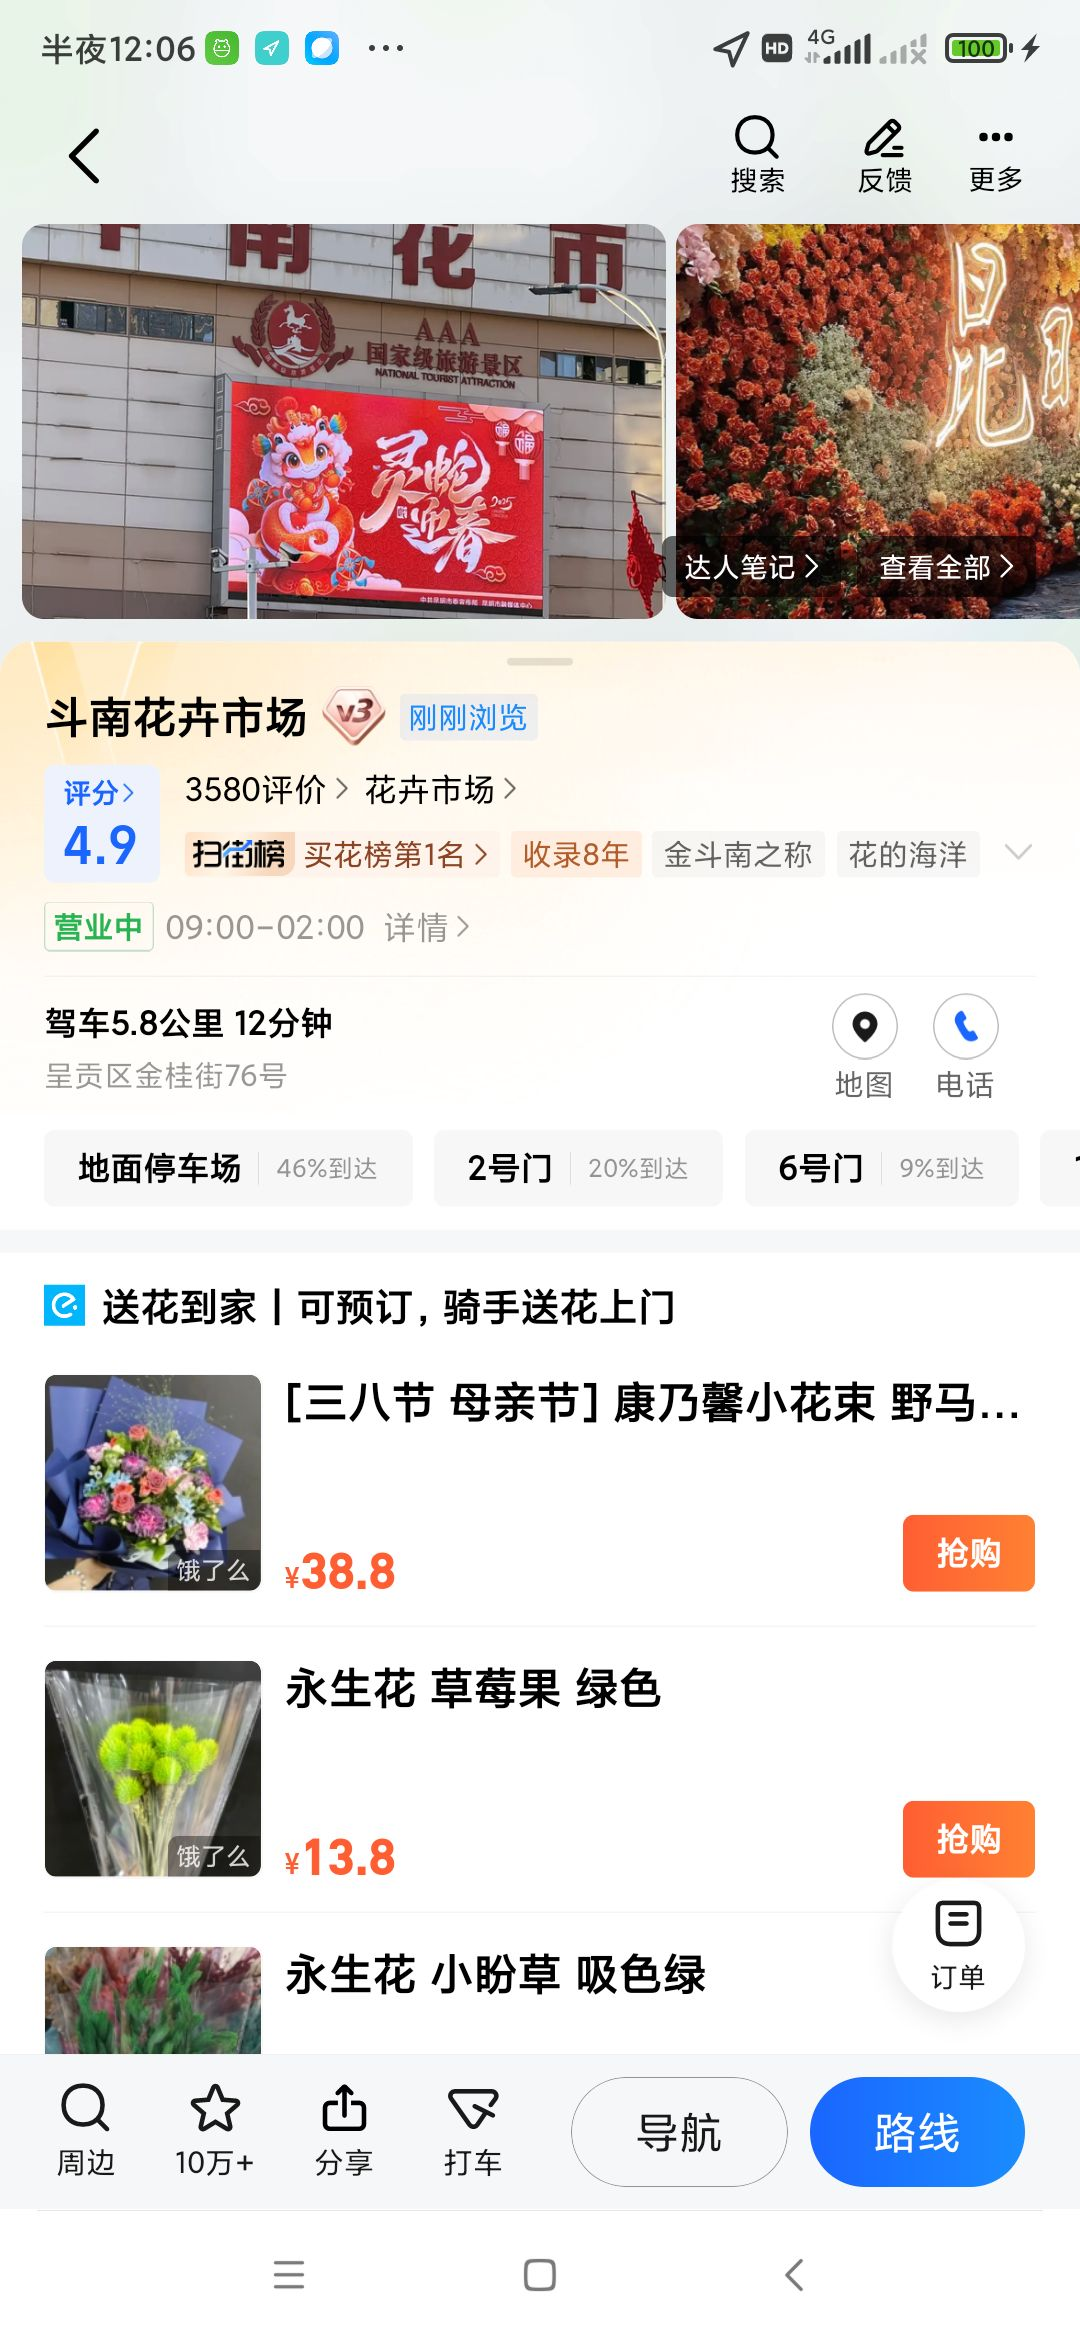 半夜12:06
HD 4G 100
搜索 反馈 更多
南花市
AAA
国家级旅游景区
NATIONAL TOURIST ATTRACTION
福 福
灵蛇
迎春
2025
昆明
达人笔记 查看全部
斗南花卉市场 v3 刚刚浏览
评分 4.9
3580评价 花卉市场
扫街榜 买花榜第1名 收录8年 金斗南之称 花的海洋
营业中 09:00-02:00 详情
驾车5.8公里 12分钟
呈贡区金桂街76号
地图 电话
地面停车场 46%到达 2号门 20%到达 6号门 9%到达
送花到家 | 可预订, 骑手送花上门
[三八节 母亲节] 康乃馨小花束 野马...
饿了么
¥38.8
抢购
永生花 草莓果 绿色
饿了么
¥13.8
抢购
永生花 小盼草 吸色绿
订单
周边 10万+ 分享 打车 导航 路线